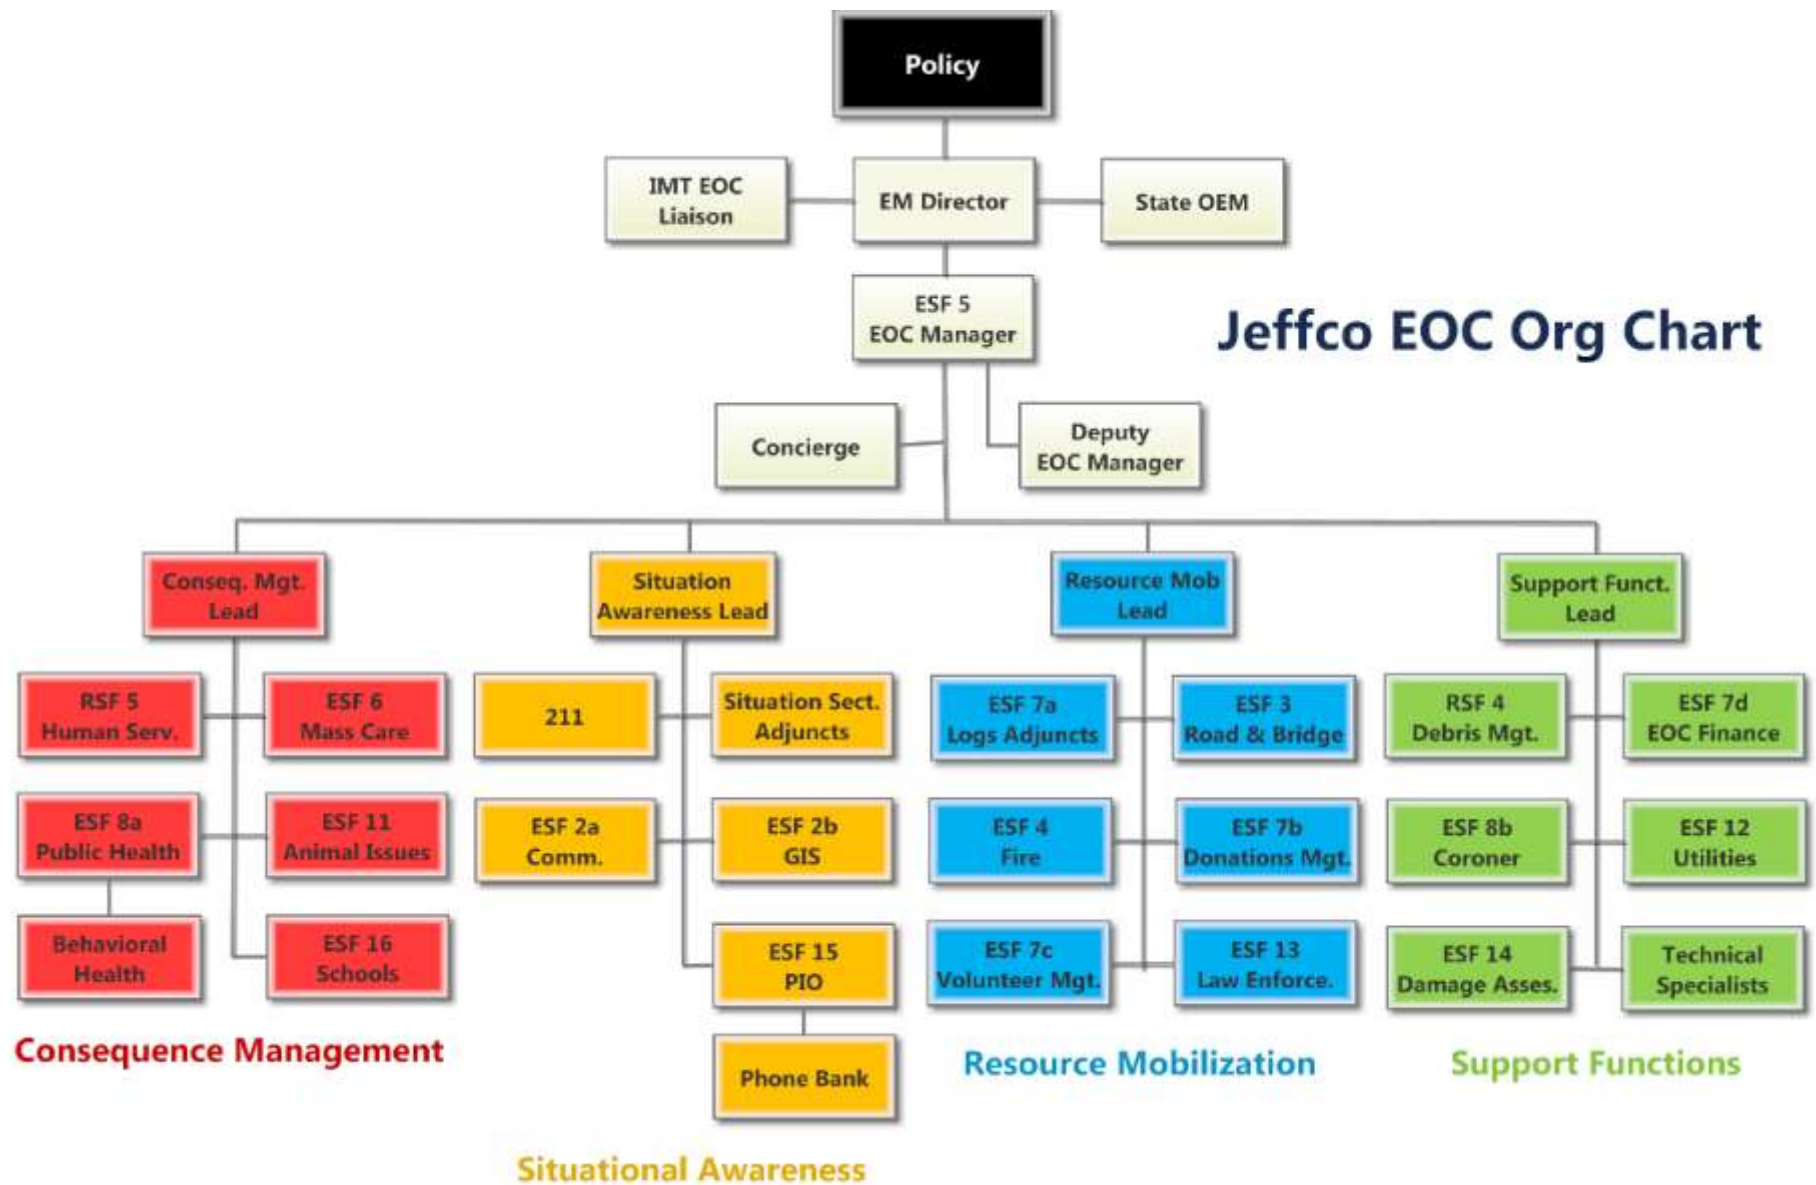 Policy
IMT EOC
Liaison
EM Director
State OEM
ESF 5
EOC Manager
Jeffco EOC Org Chart
Concierge
Deputy
EOC Manager
Conseq. Mgt.
Lead
Situation
Awareness Lead
Resource Mob
Lead
Support Funct.
Lead
RSF 5
Human Serv.
ESF 6
Mass Care
211
Situation Sect.
Adjuncts
ESF 7a
Logs Adjuncts
ESF 3
Road & Bridge
RSF 4
Debris Mgt.
ESF 7d
EOC Finance
ESF 8a
Public Health
ESF 11
Animal Issues
ESF 2a
Comm.
ESF 2b
GIS
ESF 4
Fire
ESF 7b
Donations Mgt.
ESF 8b
Coroner
ESF 12
Utilities
Behavioral
Health
ESF 16
Schools
ESF 15
PIO
ESF 7c
Volunteer Mgt.
ESF 13
Law Enforce.
ESF 14
Damage Asses.
Technical
Specialists
Consequence Management
Phone Bank
Resource Mobilization
Support Functions
Situational Awareness